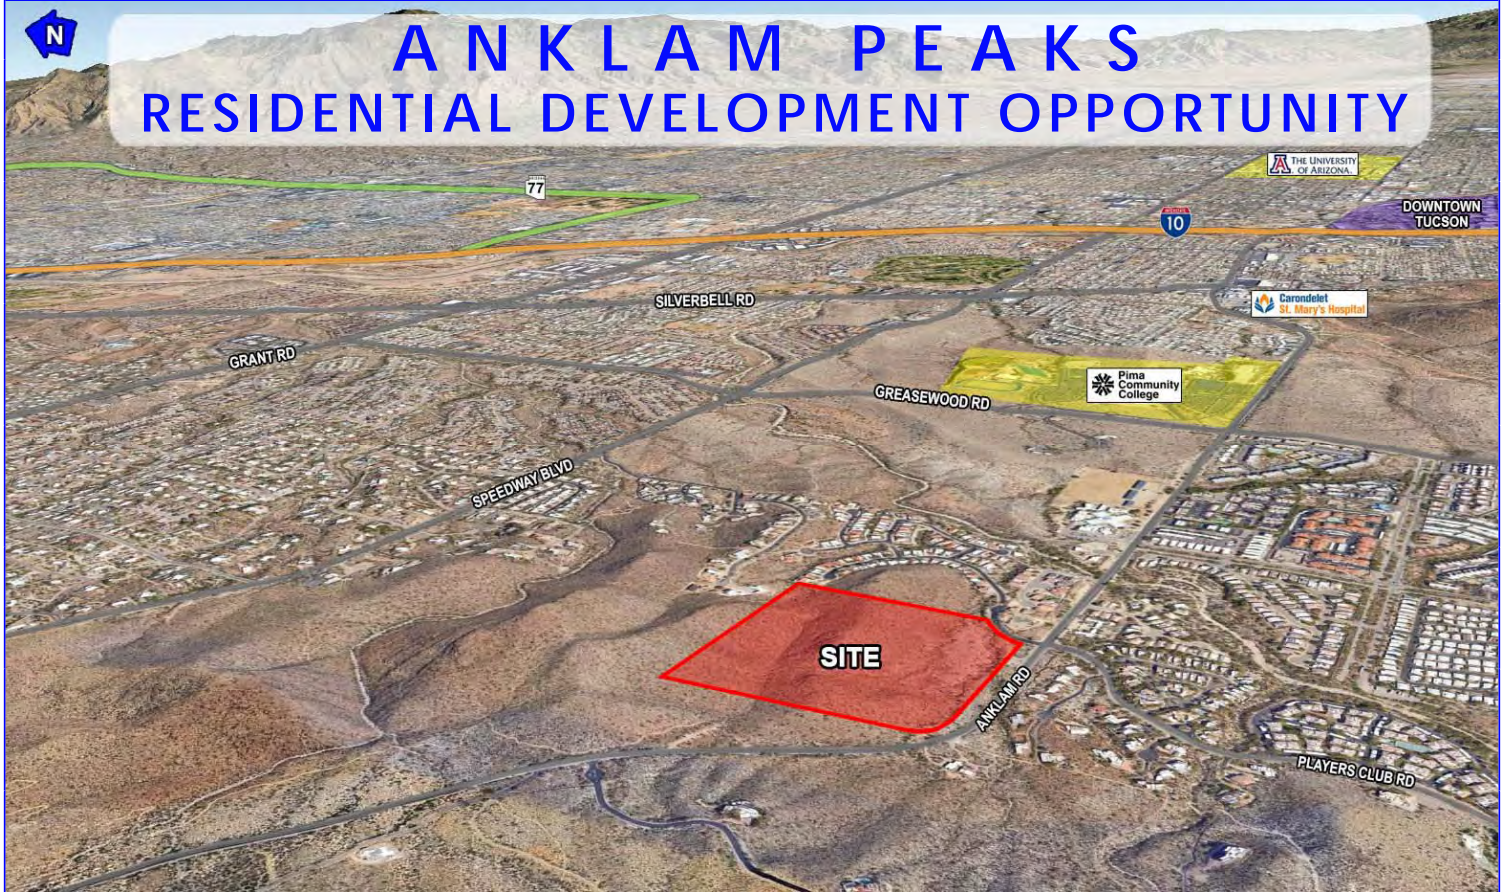 N
ANKLAM PEAKS
RESIDENTIAL DEVELOPMENT OPPORTUNITY
A THE UNIVERSITY
OF ARIZONA.
77
DOWNTOWN
TUCSON
10
SILVERBELL RD
Carondelet
St. Mary's Hospital
GRANT RD
Pima
Community
College
GREASEWOOD RD
SPEEDWAY BLVD
SITE
ANKLAM RD
PLAYERS CLUB RD